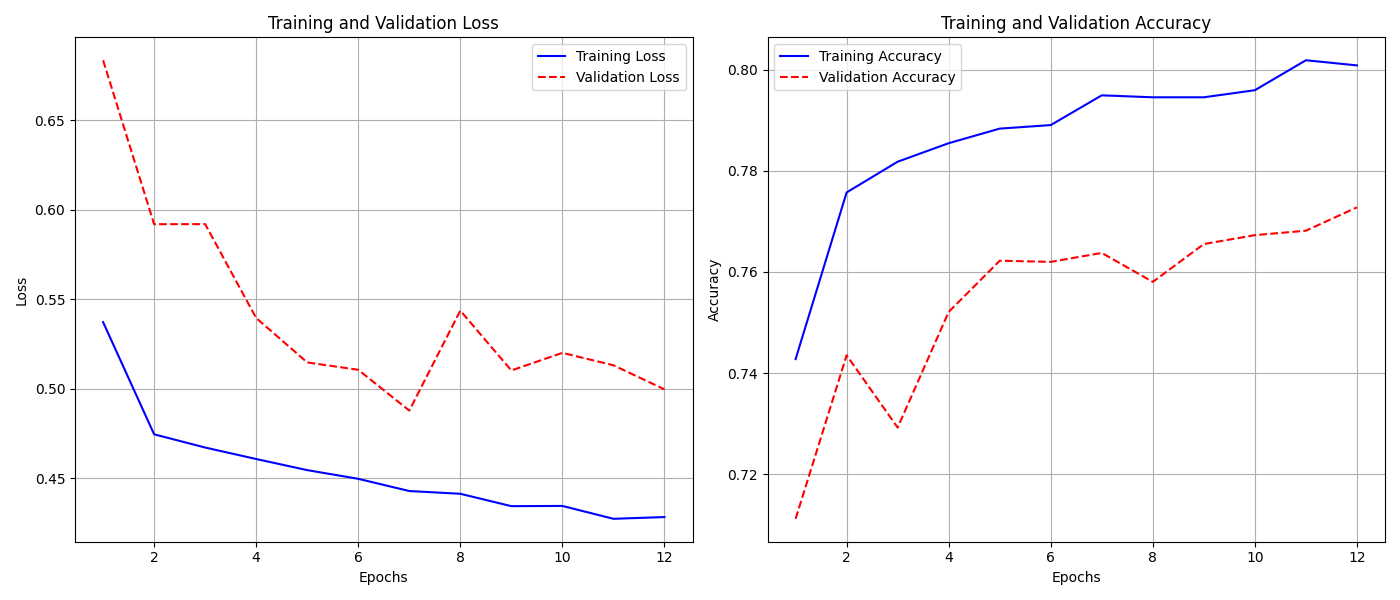 Training and Validation Loss
Training Loss
Validation Loss
0.65
0.60
0.55
0.50
0.45
Loss
2 4 6 8 10 12
Epochs
Training and Validation Accuracy
Training Accuracy
Validation Accuracy
0.80
0.78
0.76
0.74
0.72
Accuracy
2 4 6 8 10 12
Epochs